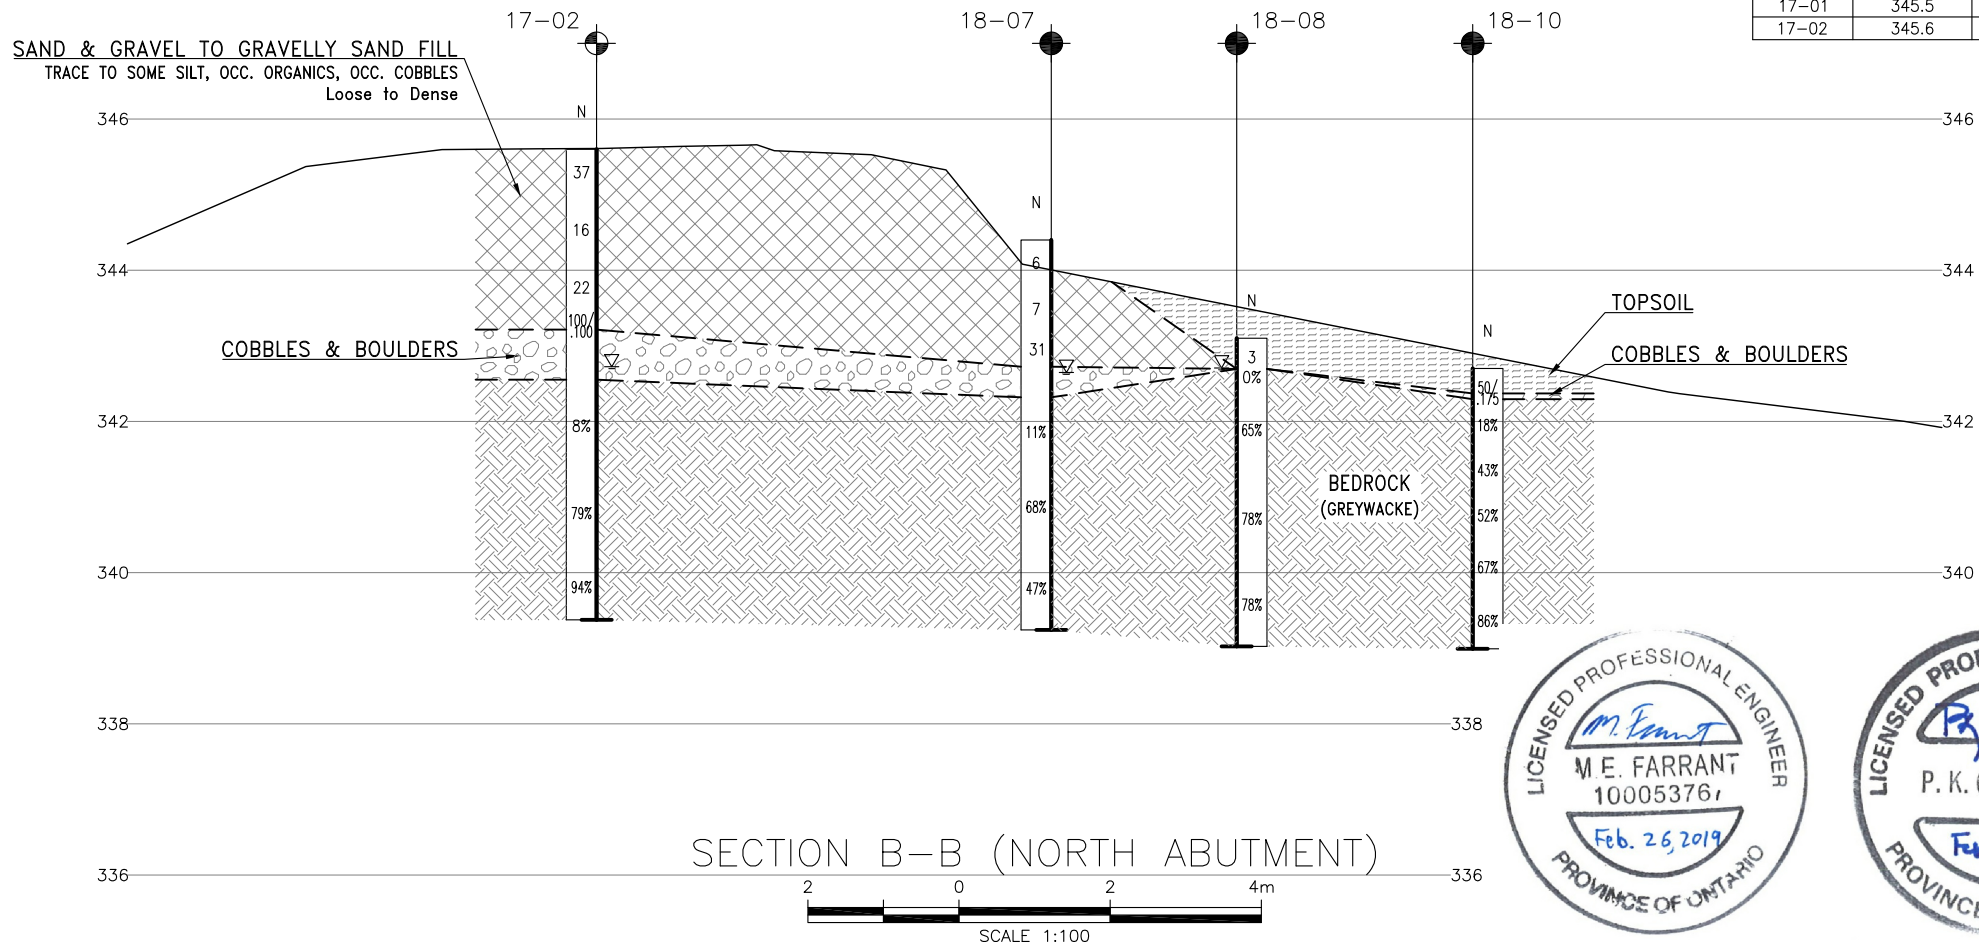 17-01 345.5
17-02 345.6
17-02 18-07 18-08 18-10
SAND & GRAVEL TO GRAVELLY SAND FILL
TRACE TO SOME SILT, OCC. ORGANICS, OCC. COBBLES
Loose to Dense
N
346 346
37
16
N
6
344 344
22
N
TOPSOIL
7
100/
.100
N
31
COBBLES & BOULDERS
COBBLES & BOULDERS
3
0%
50/
.175
342 342
8%
11%
65%
18%
43%
BEDROCK
(GREYWACKE)
79%
68%
78%
52%
340 340
67%
94%
47%
78%
86%
338 338
LICENSED PROFESSIONAL ENGINEER
M. Farrant
M.E. FARRANT
10005376
Feb. 26, 2019
PROVINCE OF ONTARIO
LICENSED
P. K.
PROVINCE
SECTION B-B (NORTH ABUTMENT)
336 336
2 0 2 4m
SCALE 1:100